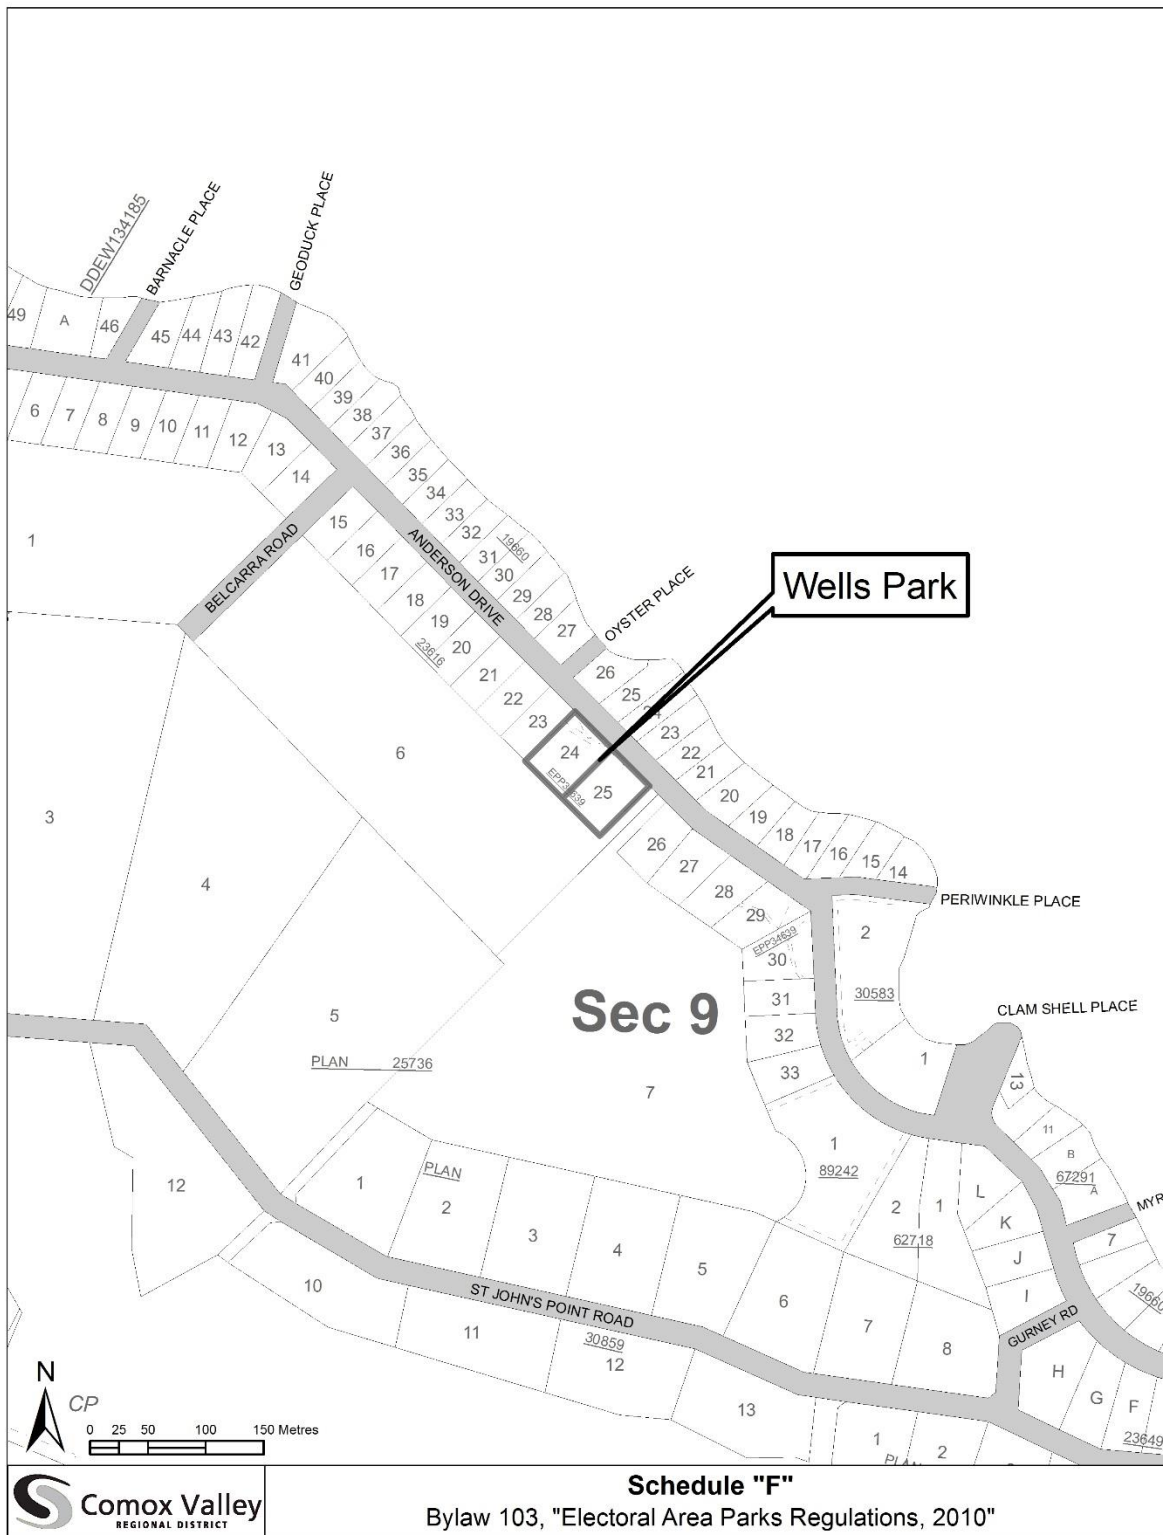 DDEW134185
BARNACLE PLACE
GEODUCK PLACE
49
A
46
45
44
43
42
41
40
39
38
37
36
35
34
33
32
19660
31
30
29
28
27
6
7
8
9
10
11
12
13
14
1
BELCARRA ROAD
15
16
17
18
19
23616
20
21
22
23
ANDERSON DRIVE
OYSTER PLACE
Wells Park
26
25
24
23
22
21
20
19
18
17
16
15
14
24
EPP34639
25
6
3
4
26
27
28
29
EPP34639
30
31
32
33
PERIWINKLE PLACE
2
30583
CLAM SHELL PLACE
1
13
11
B
67291
A
MYR
7
19660
Sec 9
5
PLAN 25736
7
1
89242
2
1
62718
L
K
J
I
GURNEY RD
12
1
PLAN
2
3
4
5
6
7
8
10
ST JOHN'S POINT ROAD
11
30859
12
13
H
G
F
23649
1
2
N
CP
0 25 50 100 150 Metres
Comox Valley
REGIONAL DISTRICT
Schedule "F"
Bylaw 103, "Electoral Area Parks Regulations, 2010"